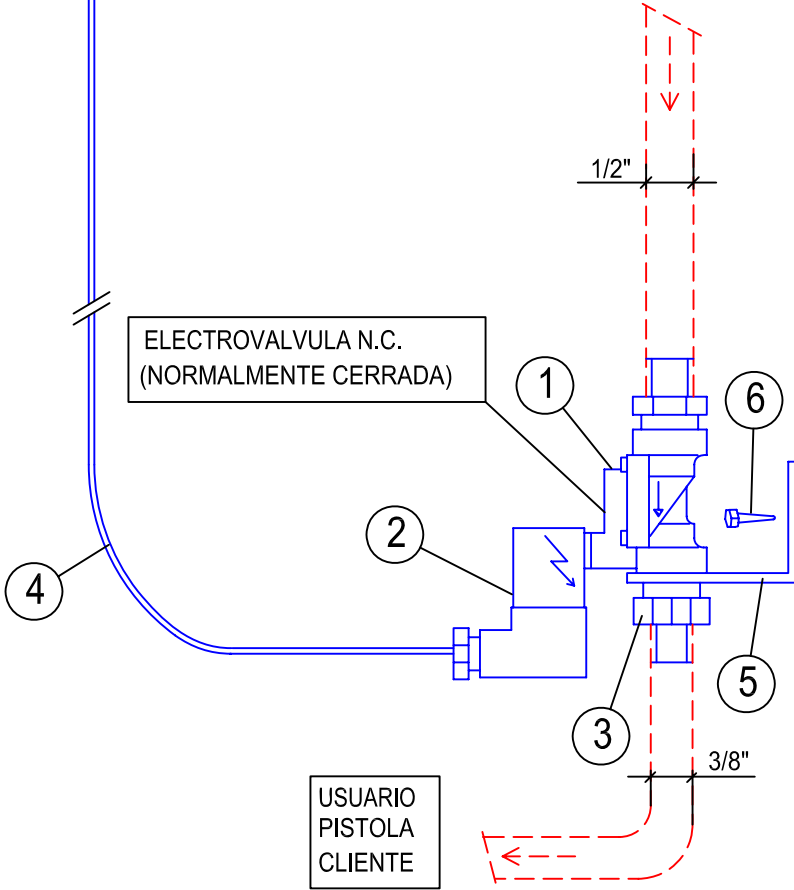 1/2"
ELECTROVALVULA N.C.
(NORMALMENTE CERRADA)
1
6
2
4
5
3
3/8"
USUARIO
PISTOLA
CLIENTE